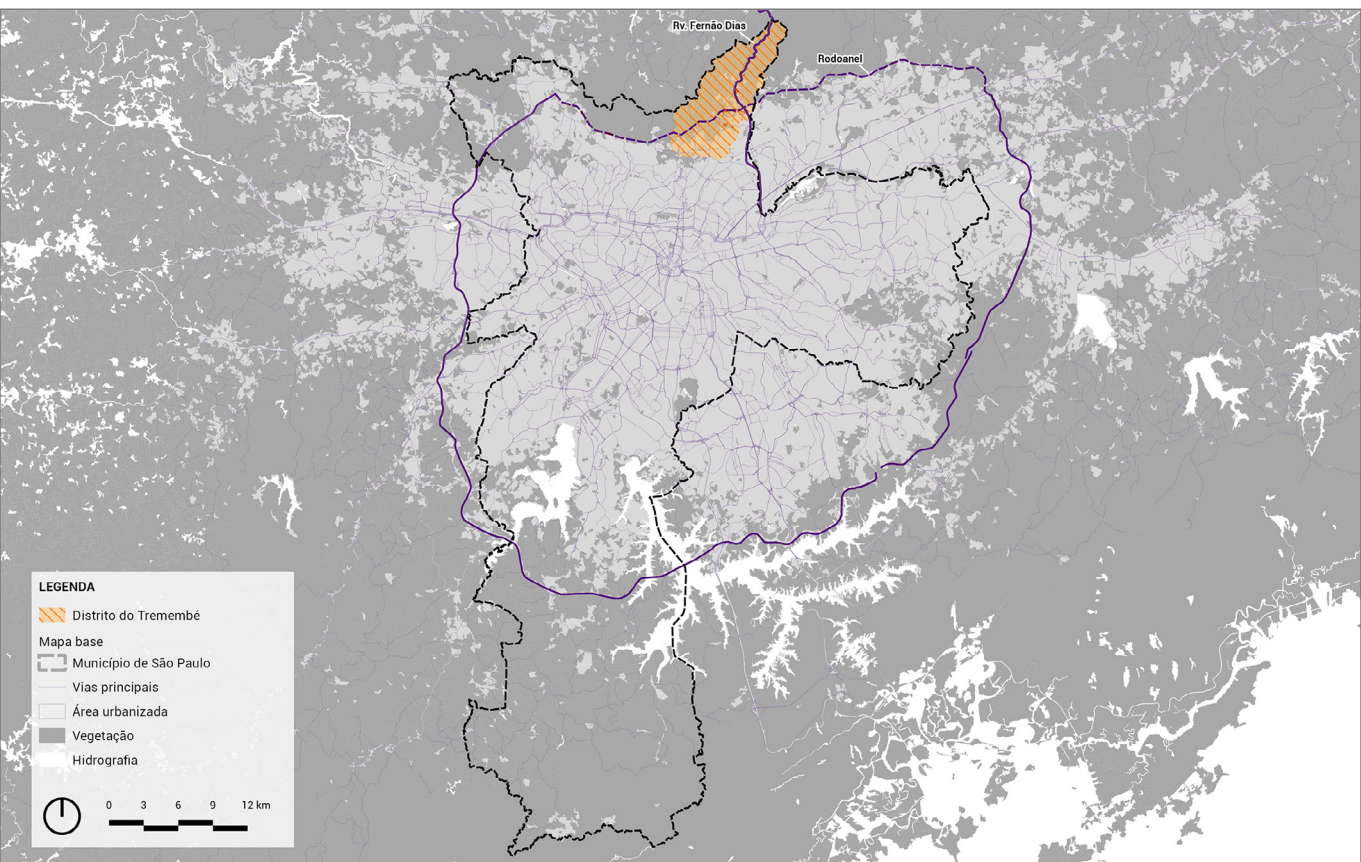 Rv. Fernão Dias
Rodoanel
LEGENDA
Distrito do Tremembé
Mapa base
Município de São Paulo
Vias principais
Área urbanizada
Vegetação
Hidrografia
0 3 6 9 12 km